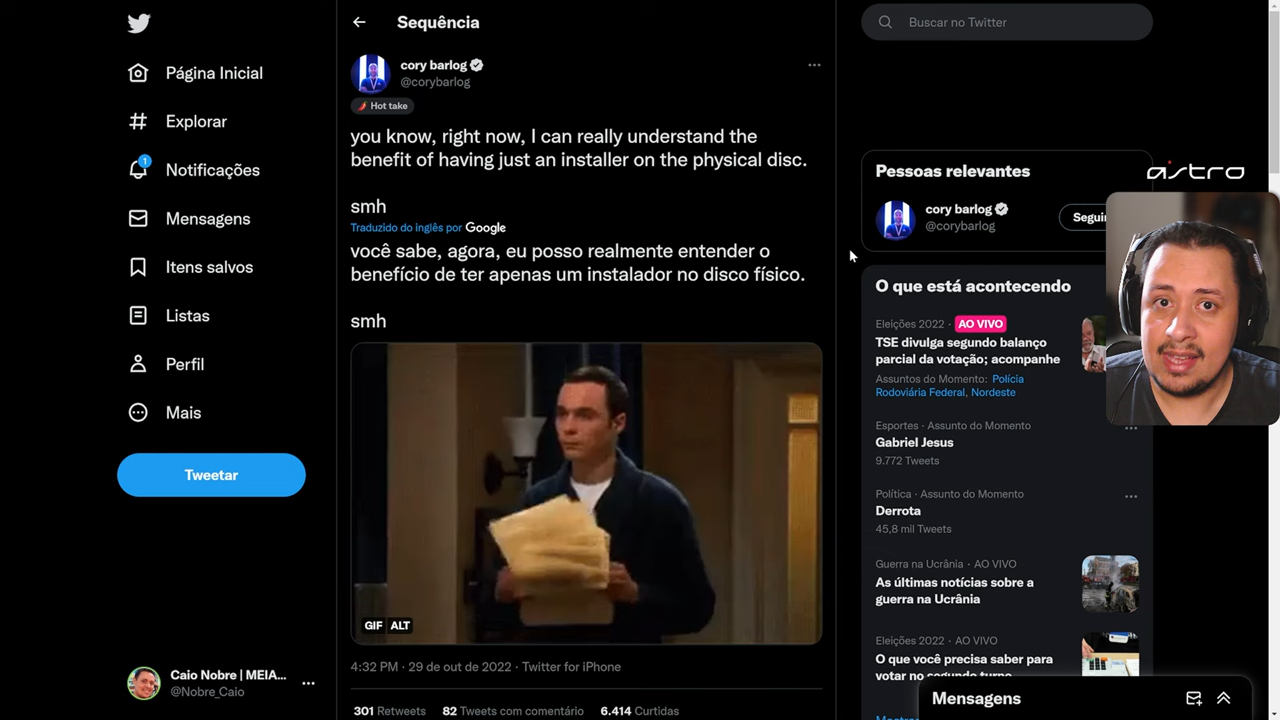 Sequência
Buscar no Twitter
Página Inicial
Explorar
1
Notificações
Mensagens
Itens salvos
Listas
Perfil
Mais
Tweetar
Caio Nobre | MEIA...
@Nobre_Caio
cory barlog
@corybarlog
Hot take
you know, right now, I can really understand the
benefit of having just an installer on the physical disc.
smh
Traduzido do inglês por Google
você sabe, agora, eu posso realmente entender o
benefício de ter apenas um instalador no disco físico.
smh
GIF ALT
4:32 PM · 29 de out de 2022 · Twitter for iPhone
301 Retweets 82 Tweets com comentário 6.414 Curtidas
Pessoas relevantes
astro
cory barlog
@corybarlog
Seguir
O que está acontecendo
Eleições 2022 · AO VIVO
TSE divulga segundo balanço
parcial da votação; acompanhe
Assuntos do Momento: Polícia
Rodoviária Federal, Nordeste
Esportes · Assunto do Momento
Gabriel Jesus
9.772 Tweets
Política · Assunto do Momento
Derrota
45,8 mil Tweets
Guerra na Ucrânia · AO VIVO
As últimas notícias sobre a
guerra na Ucrânia
Eleições 2022 · AO VIVO
O que você precisa saber para
votar no segundo turno
Mensagens